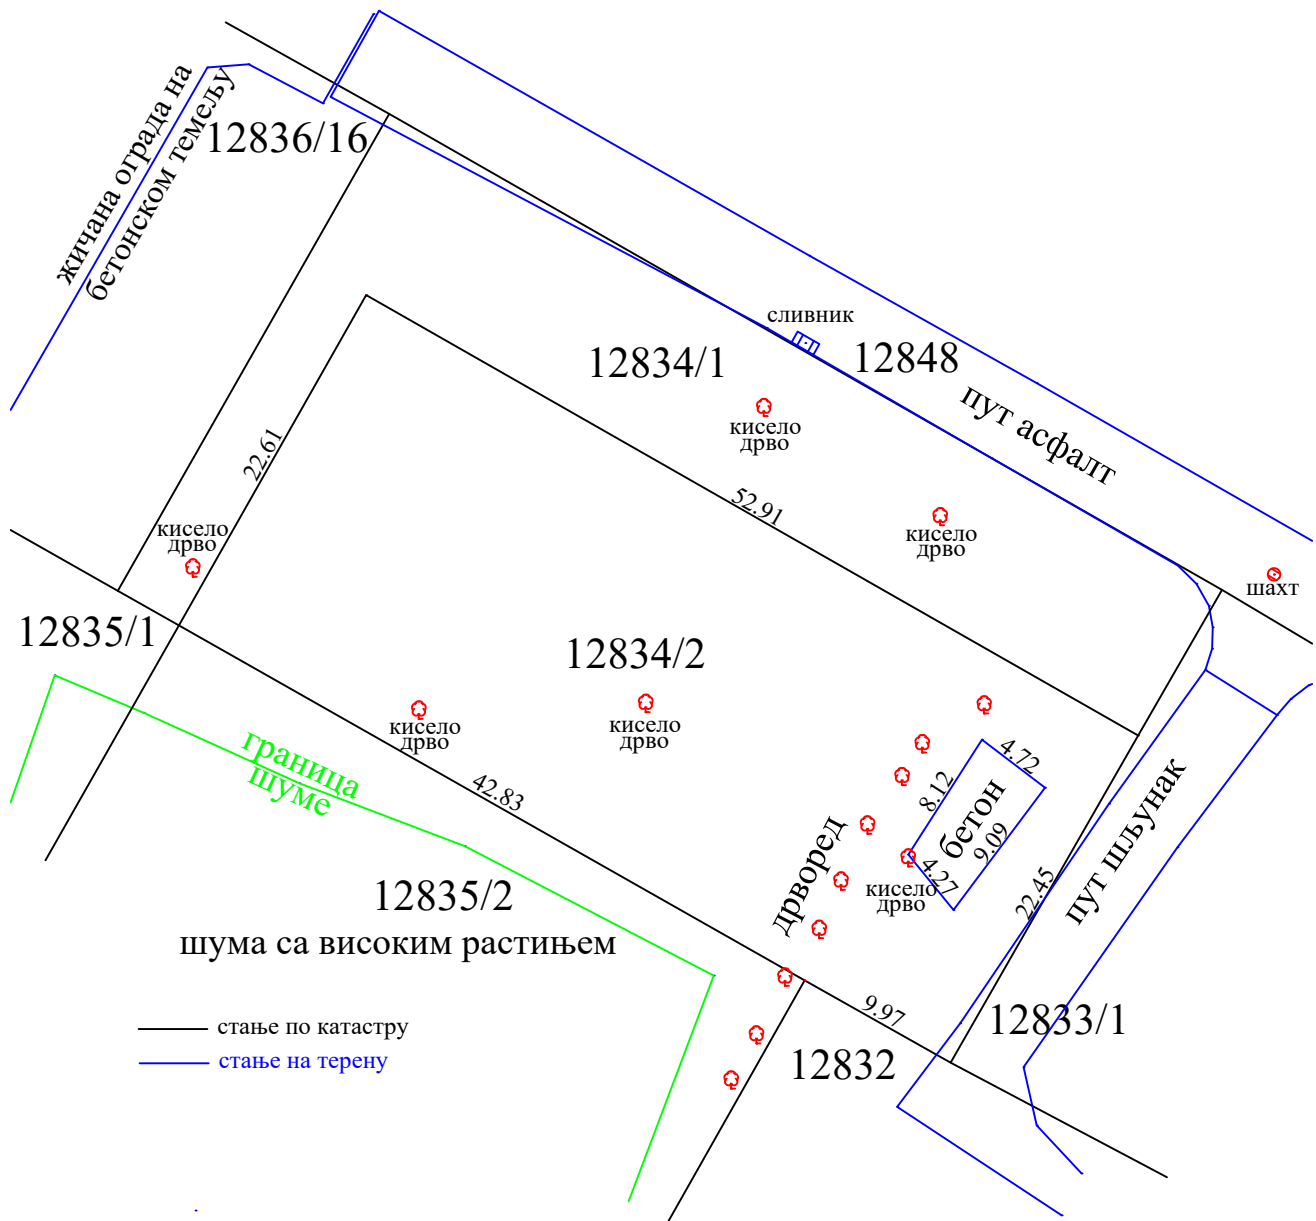 жичана ограда на
бетонском темељу
12836/16
сливник
12834/1
12848
пут асфалт
кисело
дрво
22.61
52.91
кисело
дрво
кисело
дрво
шахт
12835/1
12834/2
кисело
дрво
кисело
дрво
граница
шуме
42.83
4.72
8.12
бетон
9.09
4.27
кисело
дрво
дрворед
22.45
пут шљунак
12835/2
шума са високим растињем
9.97
12833/1
12832
стање по катастру
стање на терену